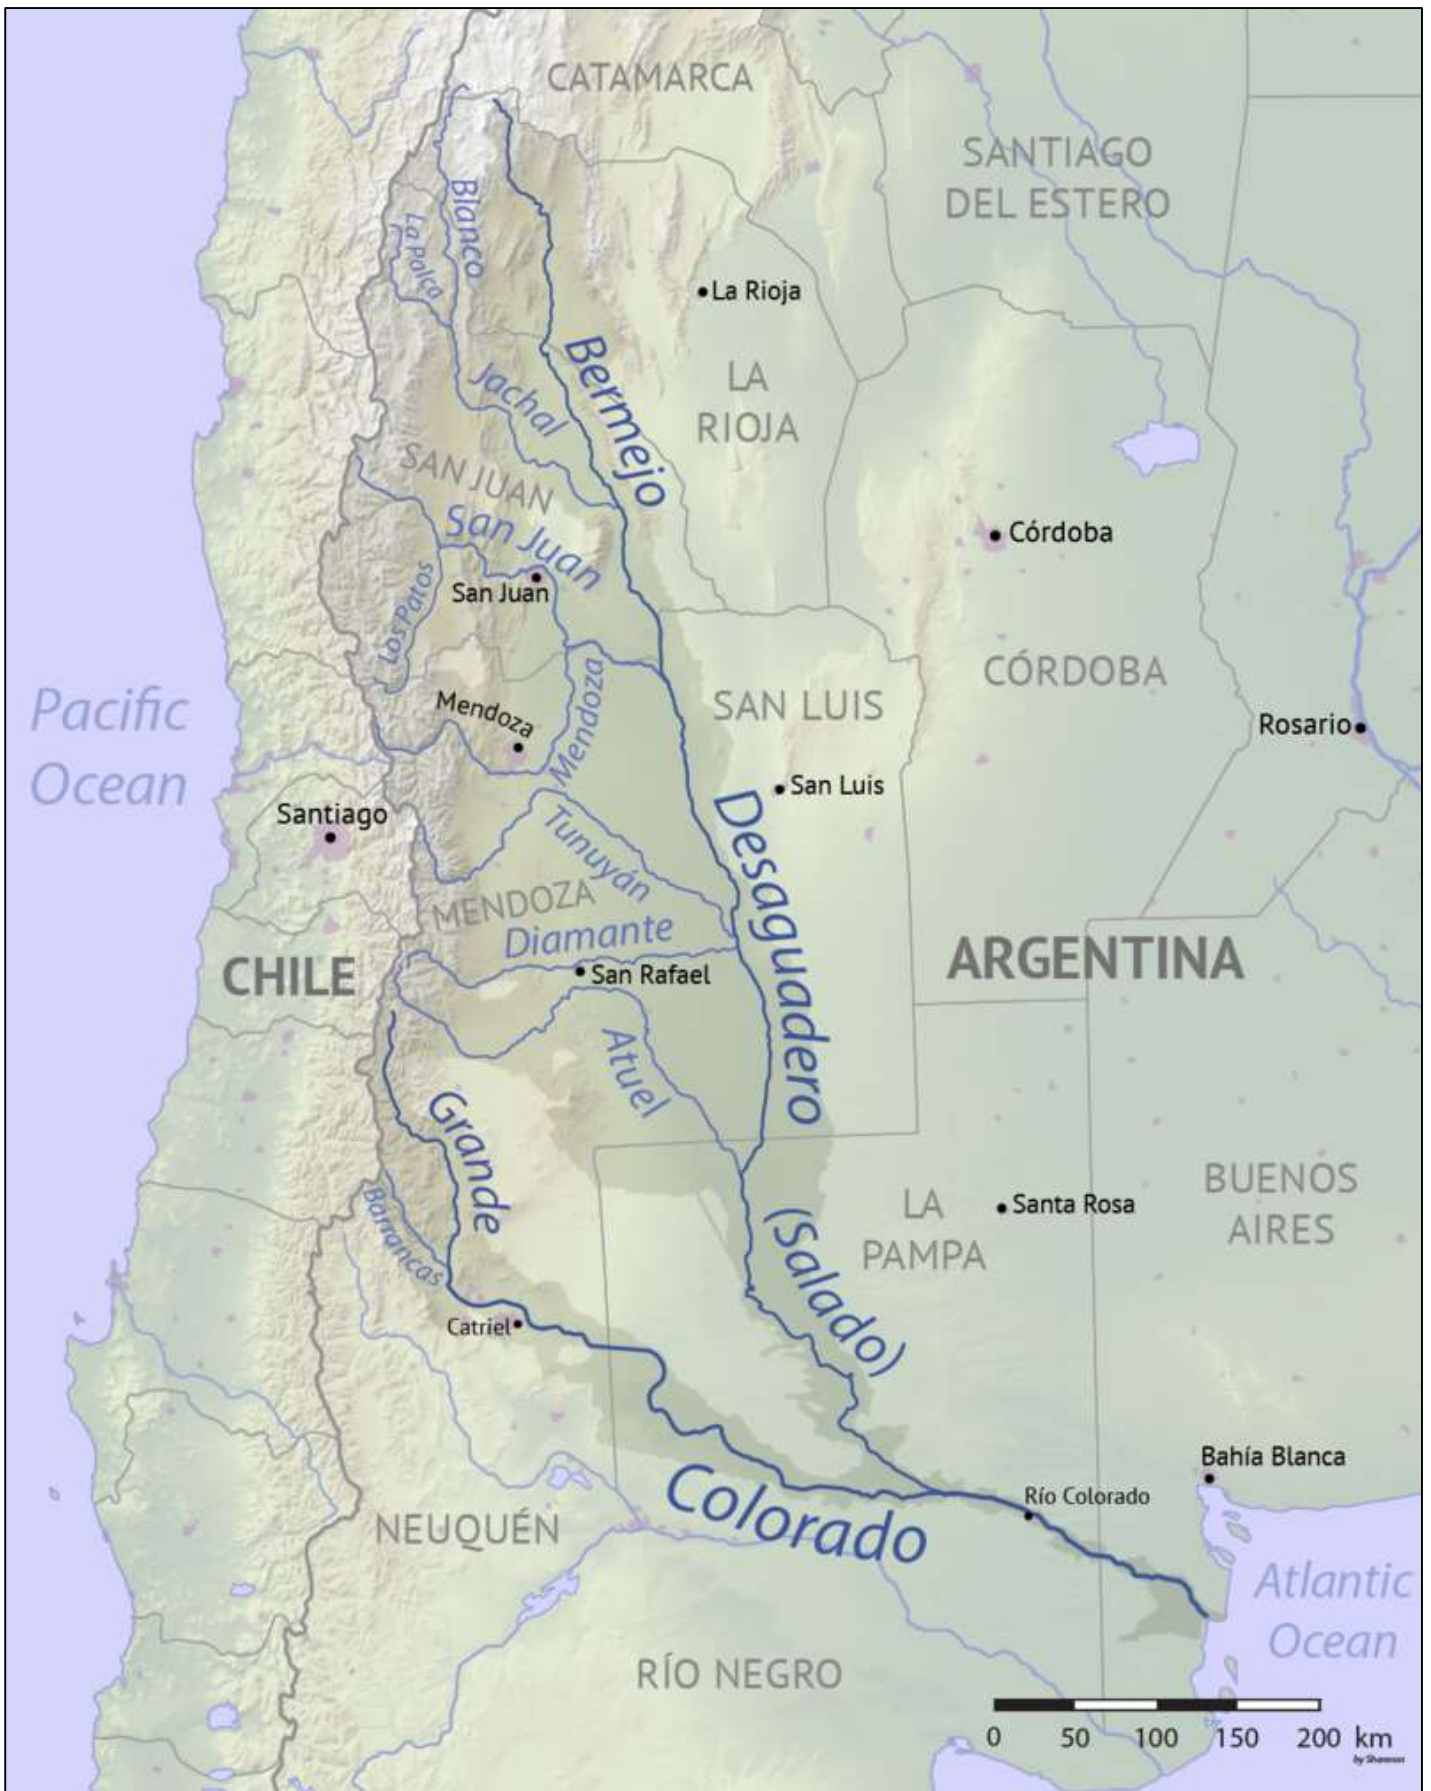 CATAMARCA
SANTIAGO
DEL ESTERO
Blanco
La Palca
La Rioja
Bermejo
LA
RIOJA
Jachal
SAN JUAN
San Juan
Córdoba
San Juan
Los Patos
CÓRDOBA
Pacific
Ocean
Mendoza
Mendoza
SAN LUIS
Rosario
San Luis
Santiago
Desaguadero
Tunuyán
MENDOZA
Diamante
CHILE
San Rafael
ARGENTINA
Atuel
Grande
Barrancas
LA
PAMPA
Santa Rosa
BUENOS
AIRES
(Salado)
Catriel
Bahía Blanca
Río Colorado
Colorado
NEUQUÉN
Atlantic
Ocean
RÍO NEGRO
0 50 100 150 200 km
by Shannon